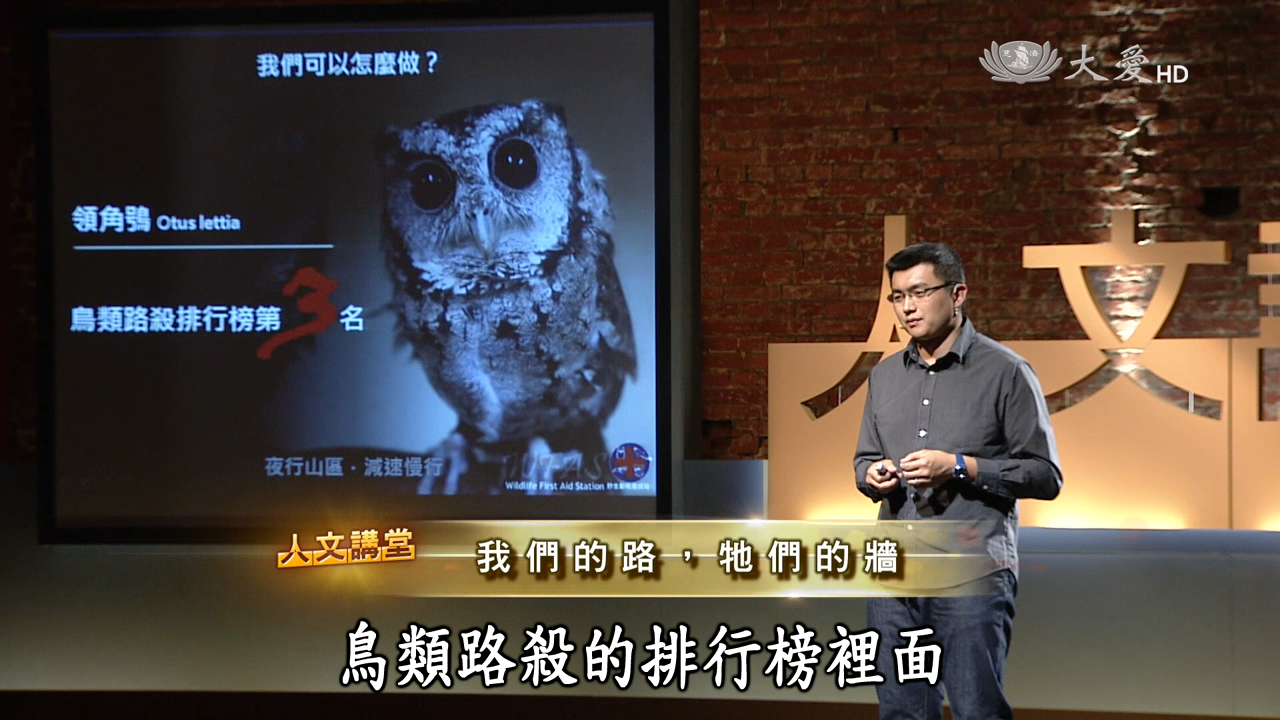 我們可以怎麼做？
大愛HD
領角鴞 Otus lettia
鳥類路殺排行榜第3名
人文講
夜行山區．減速慢行
Wildlife First Aid Station
人文講堂
我們的路，牠們的牆
鳥類路殺的排行榜裡面